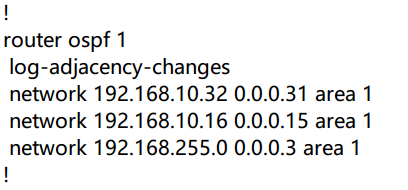 !
router ospf 1
log-adjacency-changes
network 192.168.10.32 0.0.0.31 area 1
network 192.168.10.16 0.0.0.15 area 1
network 192.168.255.0 0.0.0.3 area 1
!